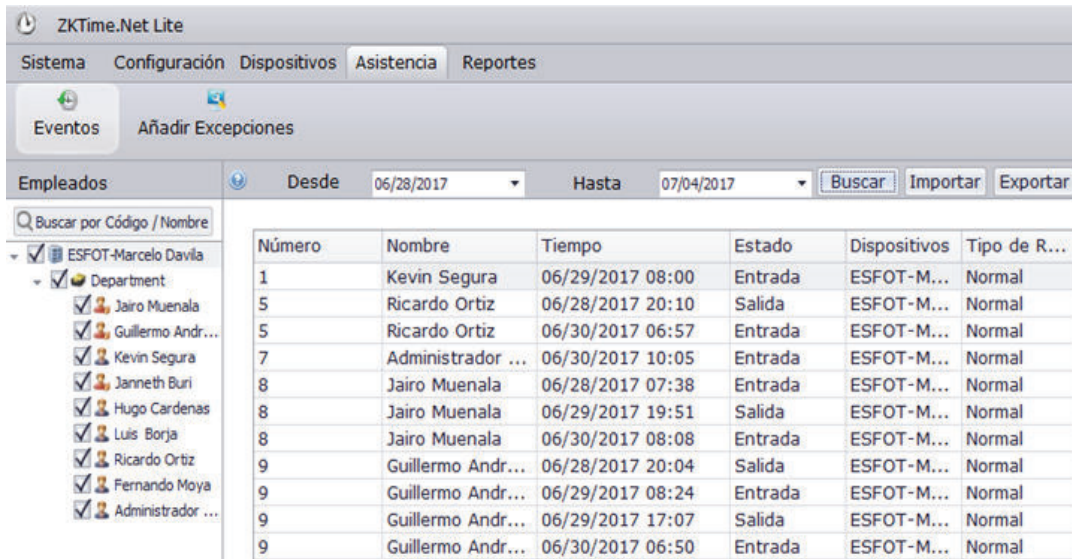 ZKTime.Net Lite
Sistema Configuración Dispositivos Asistencia Reportes
Eventos Añadir Excepciones
Empleados Desde 06/28/2017 Hasta 07/04/2017 Buscar Importar Exportar
Buscar por Código / Nombre
ESFOT-Marcelo Davila
Department
Jairo Muenala
Guillermo Andr...
Kevin Segura
Janneth Buri
Hugo Cardenas
Luis Borja
Ricardo Ortiz
Fernando Moya
Administrador ...
Número Nombre Tiempo Estado Dispositivos Tipo de R...
1 Kevin Segura 06/29/2017 08:00 Entrada ESFOT-M... Normal
5 Ricardo Ortiz 06/28/2017 20:10 Salida ESFOT-M... Normal
5 Ricardo Ortiz 06/30/2017 06:57 Entrada ESFOT-M... Normal
7 Administrador ... 06/30/2017 10:05 Entrada ESFOT-M... Normal
8 Jairo Muenala 06/28/2017 07:38 Entrada ESFOT-M... Normal
8 Jairo Muenala 06/29/2017 19:51 Salida ESFOT-M... Normal
8 Jairo Muenala 06/30/2017 08:08 Entrada ESFOT-M... Normal
9 Guillermo Andr... 06/28/2017 20:04 Salida ESFOT-M... Normal
9 Guillermo Andr... 06/29/2017 08:24 Entrada ESFOT-M... Normal
9 Guillermo Andr... 06/29/2017 17:07 Salida ESFOT-M... Normal
9 Guillermo Andr... 06/30/2017 06:50 Entrada ESFOT-M... Normal